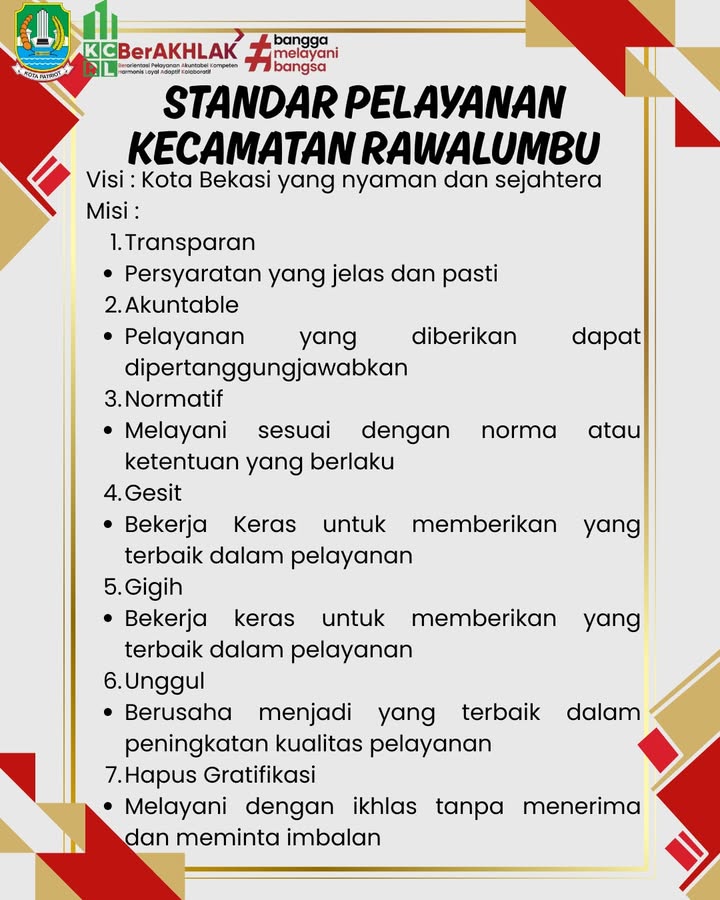 KOTA PATRIOT
KC
RL
BerAKHLAK
Berorientasi Pelayanan Akuntabel Kompeten
Harmonis Loyal Adaptif Kolaboratif
#bangga
melayani
bangsa
STANDAR PELAYANAN
KECAMATAN RAWALUMBU
Visi : Kota Bekasi yang nyaman dan sejahtera
Misi :
1. Transparan
• Persyaratan yang jelas dan pasti
2. Akuntable
• Pelayanan yang diberikan dapat
dipertanggungjawabkan
3. Normatif
• Melayani sesuai dengan norma atau
ketentuan yang berlaku
4. Gesit
• Bekerja Keras untuk memberikan yang
terbaik dalam pelayanan
5. Gigih
• Bekerja keras untuk memberikan yang
terbaik dalam pelayanan
6. Unggul
• Berusaha menjadi yang terbaik dalam
peningkatan kualitas pelayanan
7. Hapus Gratifikasi
• Melayani dengan ikhlas tanpa menerima
dan meminta imbalan